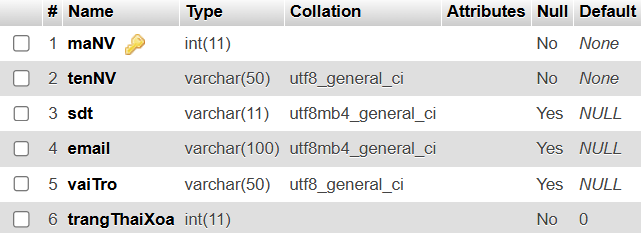 # Name Type Collation Attributes Null Default
1 maNV int(11) No None
2 tenNV varchar(50) utf8_general_ci No None
3 sdt varchar(11) utf8mb4_general_ci Yes NULL
4 email varchar(100) utf8mb4_general_ci Yes NULL
5 vaiTro varchar(50) utf8_general_ci Yes NULL
6 trangThaiXoa int(11) No 0